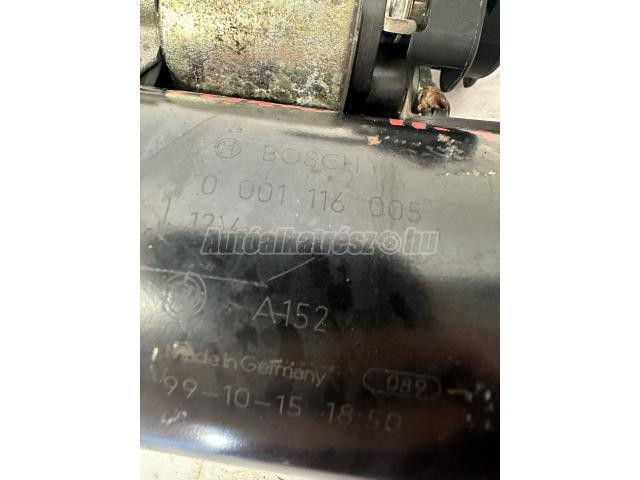 BOSCH
0 001 116 005
12V
Autóalkatrész.hu
A152
Made in Germany
089
99-10-15 18:50